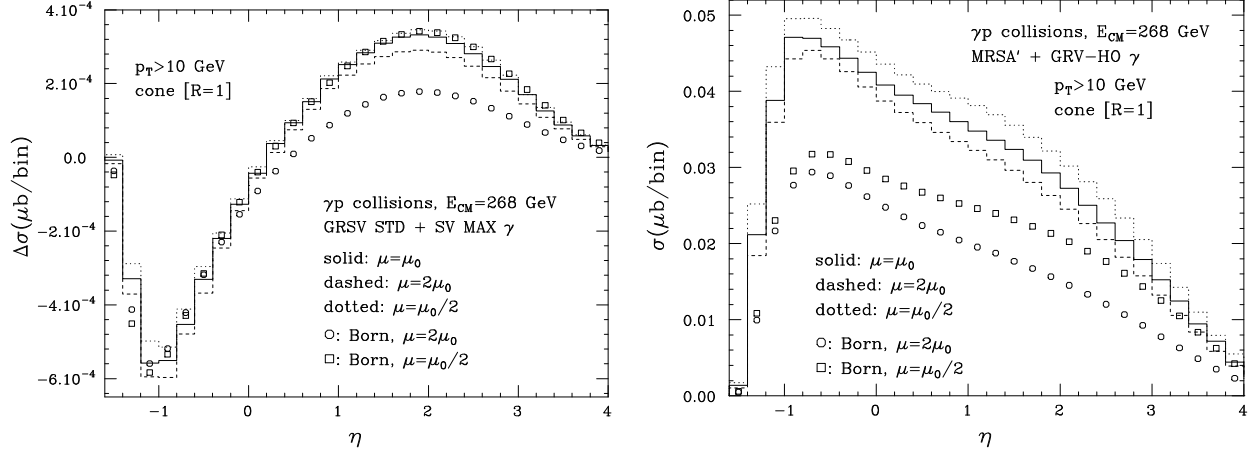 4.10⁻⁴
2.10⁻⁴
0.0
−2.10⁻⁴
−4.10⁻⁴
−6.10⁻⁴
Δσ(μb/bin)
p_T>10 GeV
cone [R=1]
γp collisions, E_CM=268 GeV
GRSV STD + SV MAX γ
solid: μ=μ₀
dashed: μ=2μ₀
dotted: μ=μ₀/2
○: Born, μ=2μ₀
□: Born, μ=μ₀/2
−1 0 1 2 3 4
η
0.05
0.04
0.03
0.02
0.01
0.00
σ(μb/bin)
γp collisions, E_CM=268 GeV
MRSA′ + GRV−HO γ
p_T>10 GeV
cone [R=1]
solid: μ=μ₀
dashed: μ=2μ₀
dotted: μ=μ₀/2
○: Born, μ=2μ₀
□: Born, μ=μ₀/2
−1 0 1 2 3 4
η